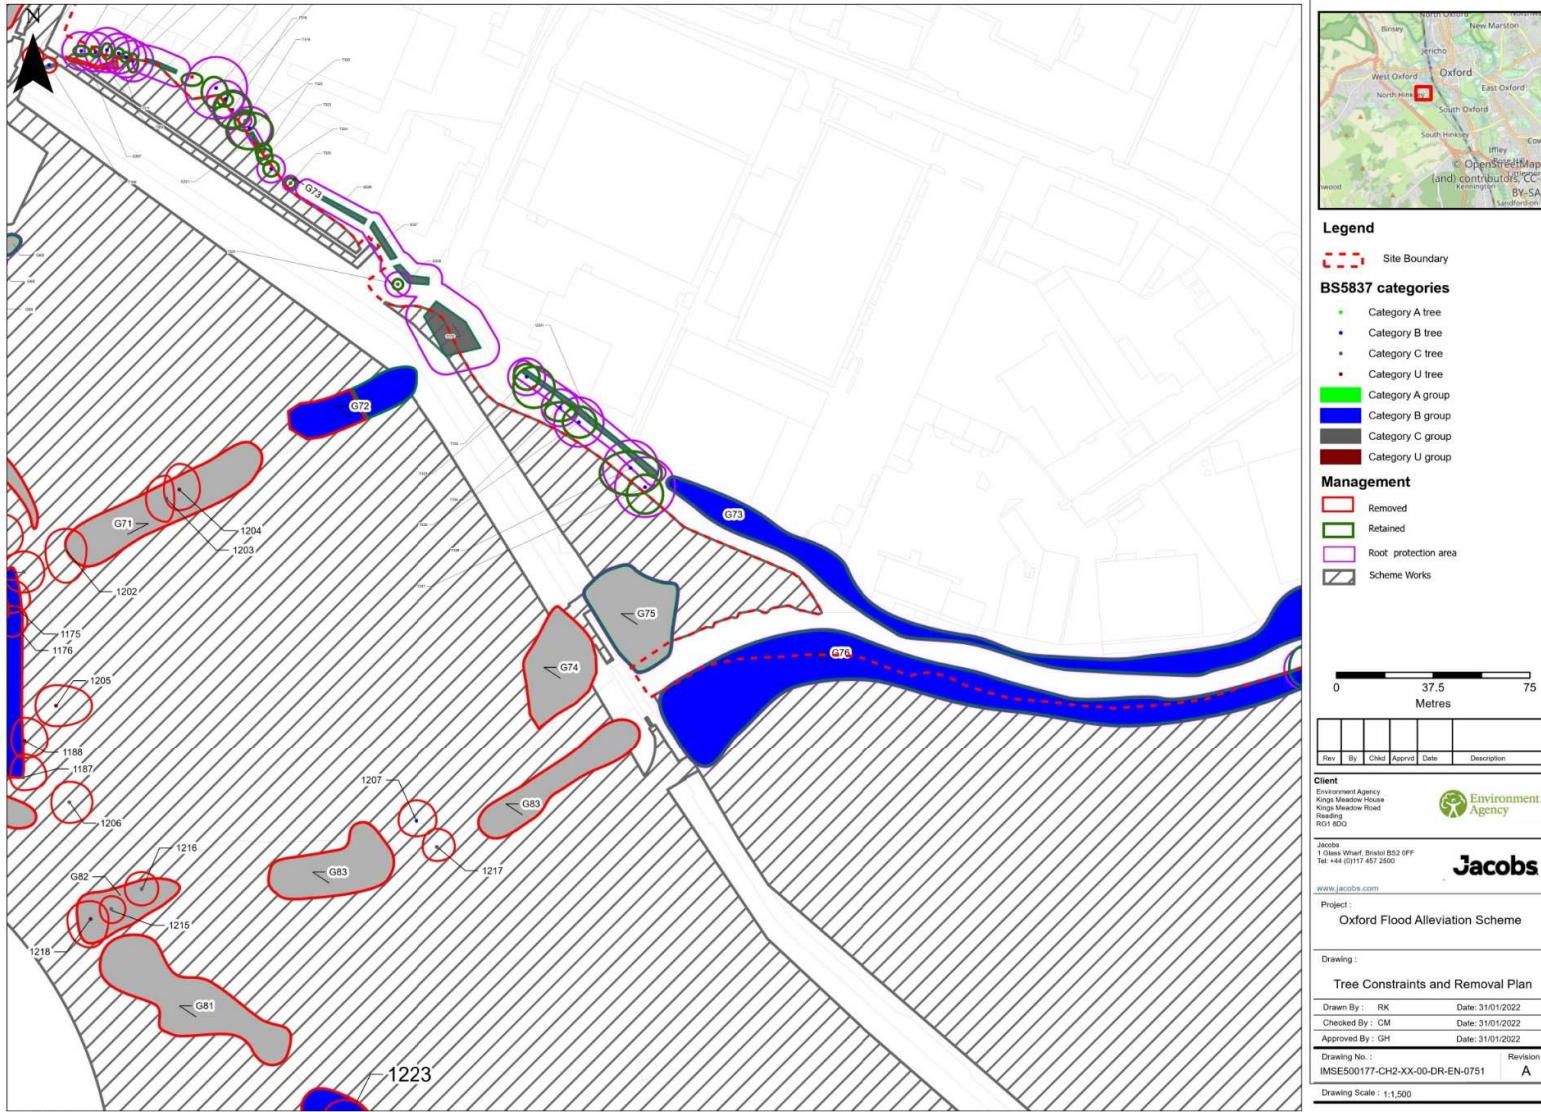 N
G73
G72
G71
1204
1203
1202
1175
1176
1205
1188
1187
1206
G73
G75
G74
G76
1207
G83
G83
1217
1216
G82
1215
1218
G81
1223
North Oxford
New Marston
Binsey
Jericho
West Oxford
Oxford
East Oxford
North Hinksey
South Oxford
South Hinksey
Iffley
© OpenStreetMap
(and) contributors, CC-
Kennington
BY-SA
Sandford-on
Legend
Site Boundary
BS5837 categories
Category A tree
Category B tree
Category C tree
Category U tree
Category A group
Category B group
Category C group
Category U group
Management
Removed
Retained
Root protection area
Scheme Works
0 37.5 75
Metres
Rev By Chkd Apprvd Date Description
Client
Environment Agency
Kings Meadow House
Kings Meadow Road
Reading
RG1 8DQ
Environment
Agency
Jacobs
1 Glass Wharf, Bristol BS2 0FF
Tel: +44 (0)117 457 2500
Jacobs
www.jacobs.com
Project :
Oxford Flood Alleviation Scheme
Drawing :
Tree Constraints and Removal Plan
Drawn By : RK Date: 31/01/2022
Checked By : CM Date: 31/01/2022
Approved By : GH Date: 31/01/2022
Drawing No. : Revision
IMSE500177-CH2-XX-00-DR-EN-0751 A
Drawing Scale : 1:1,500